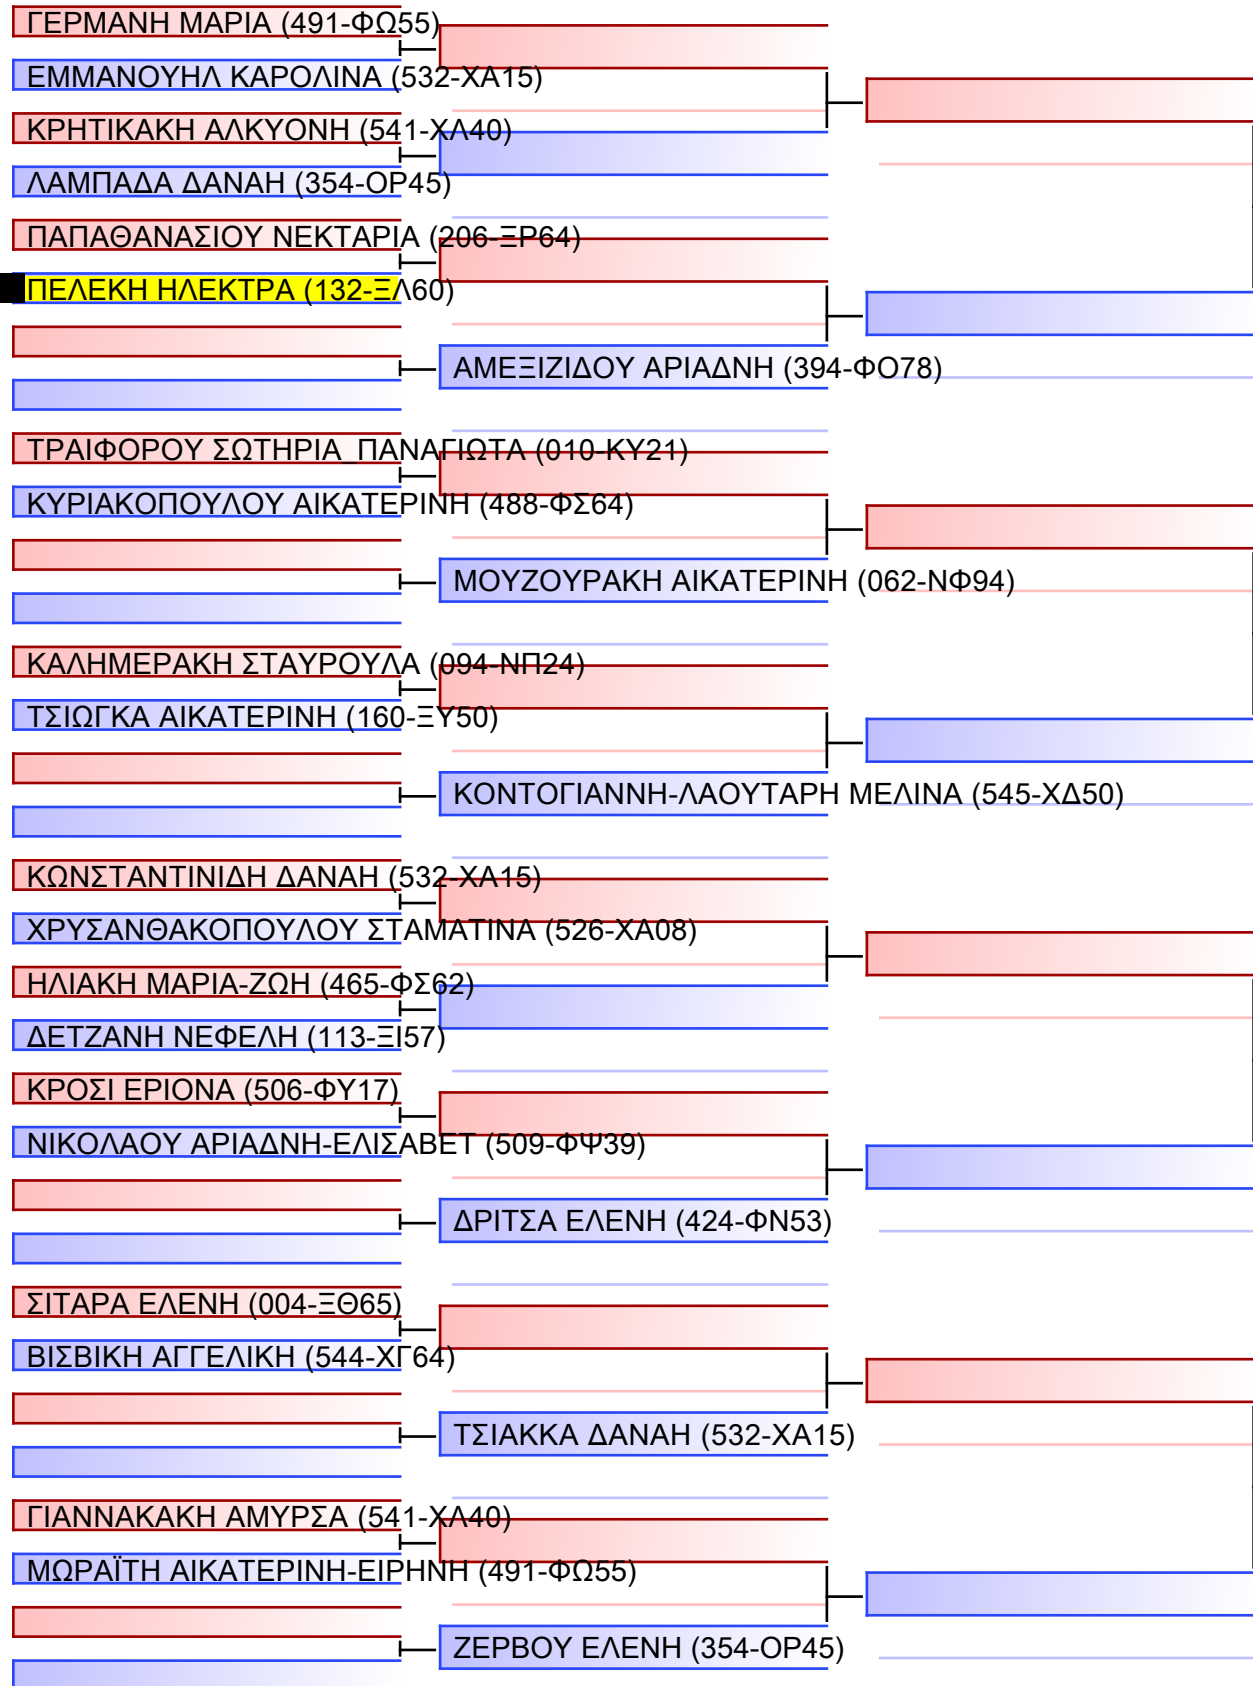 ΓΕΡΜΑΝΗ ΜΑΡΙΑ (491-ΦΩ55)
ΕΜΜΑΝΟΥΗΛ ΚΑΡΟΛΙΝΑ (532-ΧΑ15)
ΚΡΗΤΙΚΑΚΗ ΑΛΚΥΟΝΗ (541-ΧΛ40)
ΛΑΜΠΑΔΑ ΔΑΝΑΗ (354-ΟΡ45)
ΠΑΠΑΘΑΝΑΣΙΟΥ ΝΕΚΤΑΡΙΑ (206-ΞΡ64)
ΠΕΛΕΚΗ ΗΛΕΚΤΡΑ (132-ΞΛ60)
ΑΜΕΞΙΖΙΔΟΥ ΑΡΙΑΔΝΗ (394-ΦΟ78)
ΤΡΑΙΦΟΡΟΥ ΣΩΤΗΡΙΑ_ΠΑΝΑΓΙΩΤΑ (010-ΚΥ21)
ΚΥΡΙΑΚΟΠΟΥΛΟΥ ΑΙΚΑΤΕΡΙΝΗ (488-ΦΣ64)
ΜΟΥΖΟΥΡΑΚΗ ΑΙΚΑΤΕΡΙΝΗ (062-ΝΦ94)
ΚΑΛΗΜΕΡΑΚΗ ΣΤΑΥΡΟΥΛΑ (094-ΝΠ24)
ΤΣΙΩΓΚΑ ΑΙΚΑΤΕΡΙΝΗ (160-ΞΥ50)
ΚΟΝΤΟΓΙΑΝΝΗ-ΛΑΟΥΤΑΡΗ ΜΕΛΙΝΑ (545-ΧΔ50)
ΚΩΝΣΤΑΝΤΙΝΙΔΗ ΔΑΝΑΗ (532-ΧΑ15)
ΧΡΥΣΑΝΘΑΚΟΠΟΥΛΟΥ ΣΤΑΜΑΤΙΝΑ (526-ΧΑ08)
ΗΛΙΑΚΗ ΜΑΡΙΑ-ΖΩΗ (465-ΦΣ62)
ΔΕΤΖΑΝΗ ΝΕΦΕΛΗ (113-ΞΙ57)
ΚΡΟΣΙ ΕΡΙΟΝΑ (506-ΦΥ17)
ΝΙΚΟΛΑΟΥ ΑΡΙΑΔΝΗ-ΕΛΙΣΑΒΕΤ (509-ΦΨ39)
ΔΡΙΤΣΑ ΕΛΕΝΗ (424-ΦΝ53)
ΣΙΤΑΡΑ ΕΛΕΝΗ (004-ΞΘ65)
ΒΙΣΒΙΚΗ ΑΓΓΕΛΙΚΗ (544-ΧΓ64)
ΤΣΙΑΚΚΑ ΔΑΝΑΗ (532-ΧΑ15)
ΓΙΑΝΝΑΚΑΚΗ ΑΜΥΡΣΑ (541-ΧΛ40)
ΜΩΡΑΪΤΗ ΑΙΚΑΤΕΡΙΝΗ-ΕΙΡΗΝΗ (491-ΦΩ55)
ΖΕΡΒΟΥ ΕΛΕΝΗ (354-ΟΡ45)